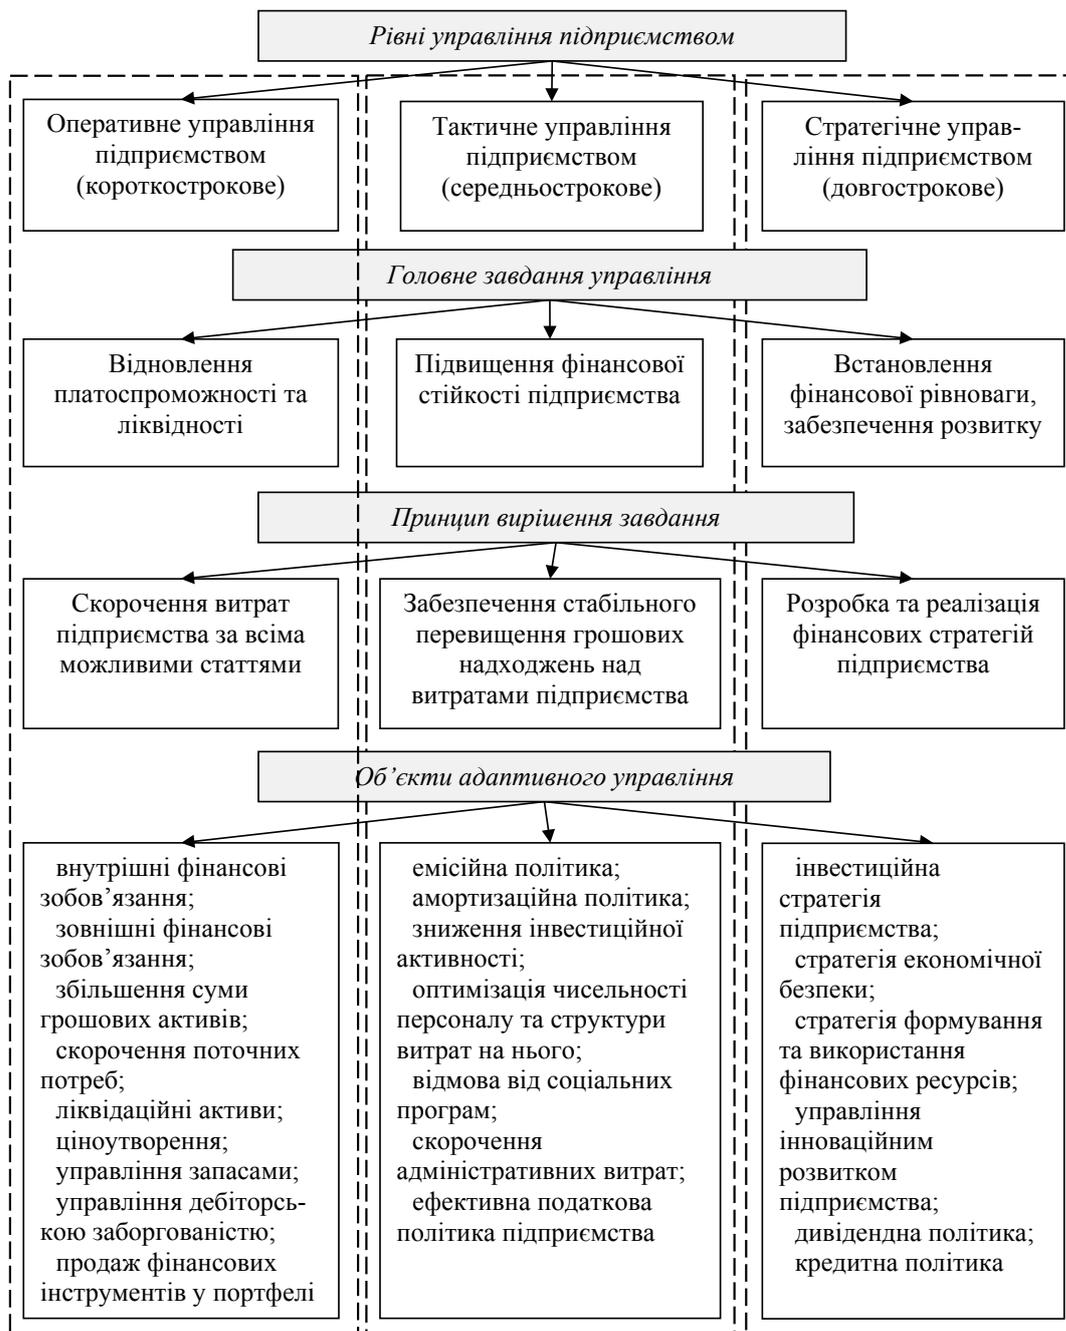 Рівні управління підприємством
Оперативне управління
підприємством
(короткострокове)
Тактичне управління
підприємством
(середньострокове)
Стратегічне управ-
ління підприємством
(довгострокове)
Головне завдання управління
Відновлення
платоспроможності та
ліквідності
Підвищення фінансової
стійкості підприємства
Встановлення
фінансової рівноваги,
забезпечення розвитку
Принцип вирішення завдання
Скорочення витрат
підприємства за всіма
можливими статтями
Забезпечення стабільного
перевищення грошових
надходжень над
витратами підприємства
Розробка та реалізація
фінансових стратегій
підприємства
Об’єкти адаптивного управління
внутрішні фінансові
зобов’язання;
зовнішні фінансові
зобов’язання;
збільшення суми
грошових активів;
скорочення поточних
потреб;
ліквідаційні активи;
ціноутворення;
управління запасами;
управління дебіторсь-
кою заборгованістю;
продаж фінансових
інструментів у портфелі
емісійна політика;
амортизаційна політика;
зниження інвестиційної
активності;
оптимізація чисельності
персоналу та структури
витрат на нього;
відмова від соціальних
програм;
скорочення
адміністративних витрат;
ефективна податкова
політика підприємства
інвестиційна
стратегія
підприємства;
стратегія економічної
безпеки;
стратегія формування
та використання
фінансових ресурсів;
управління
інноваційним
розвитком
підприємства;
дивідендна політика;
кредитна політика